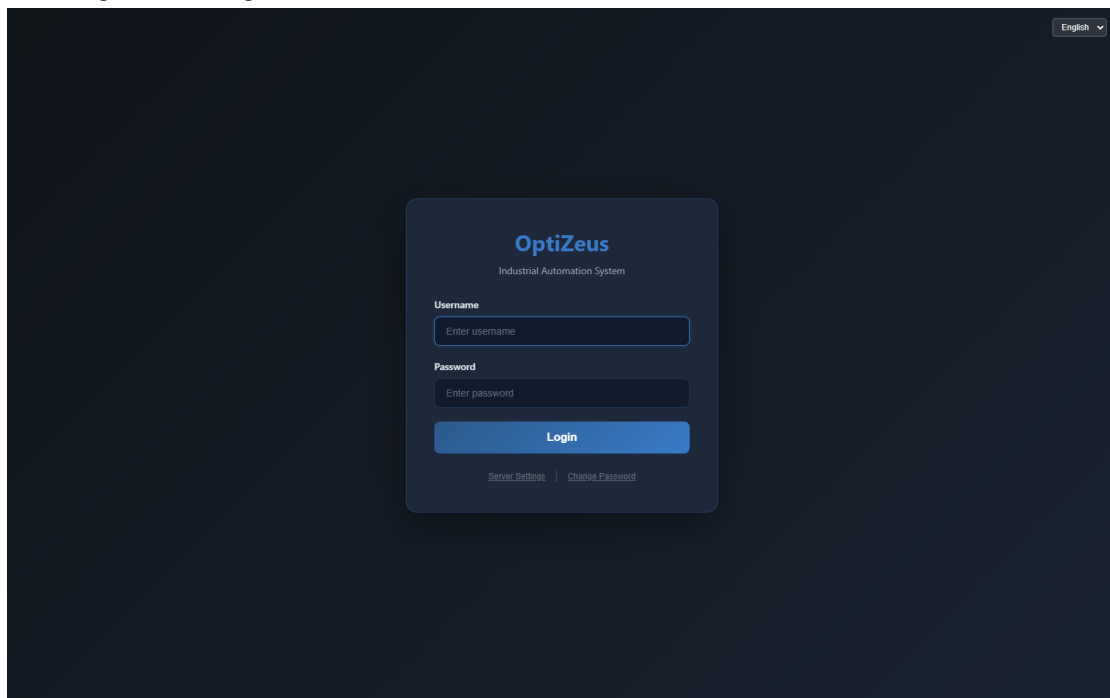 English
OptiZeus
Industrial Automation System
Username
Enter username
Password
Enter password
Login
Server Settings | Change Password